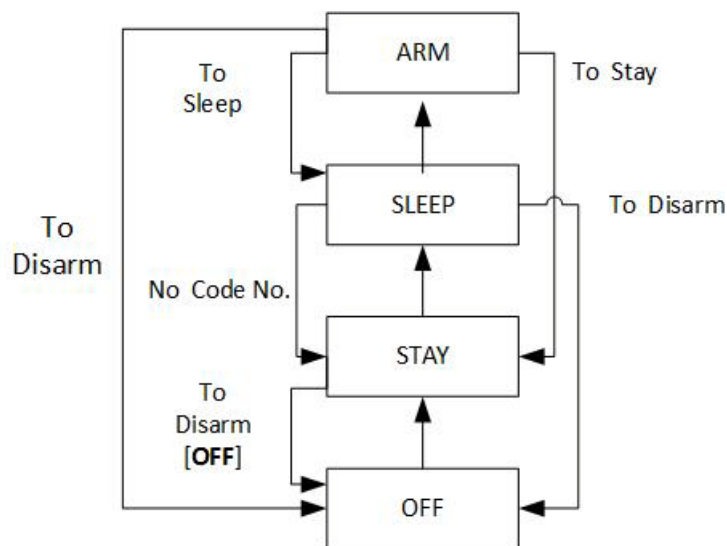 ARM
To
Sleep
To Stay
SLEEP
To Disarm
To
Disarm
No Code No.
STAY
To
Disarm
[OFF]
OFF